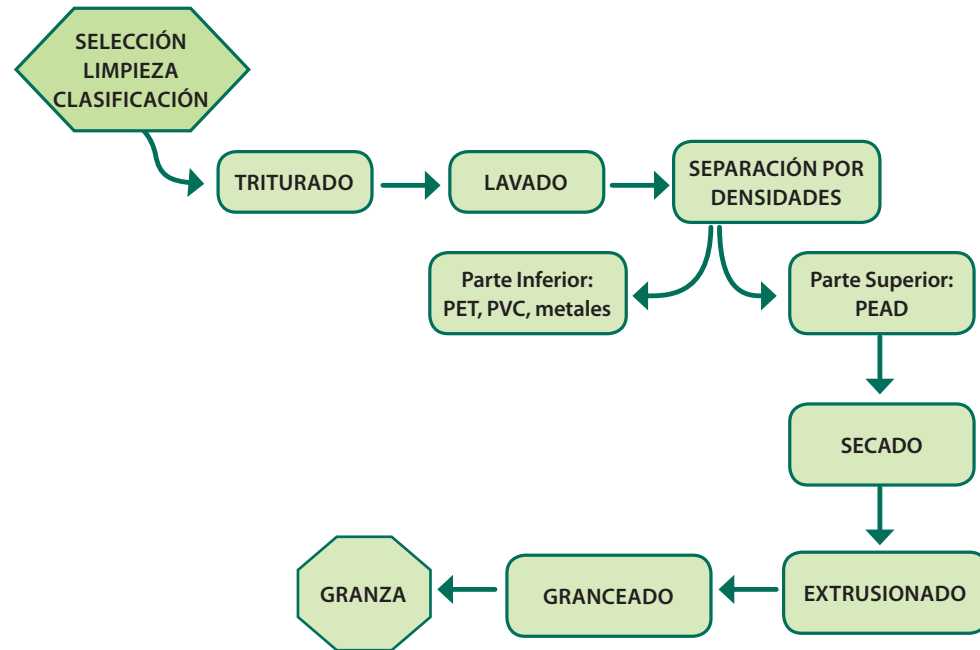 SELECCIÓN
LIMPIEZA
CLASIFICACIÓN
TRITURADO
LAVADO
SEPARACIÓN POR
DENSIDADES
Parte Inferior:
PET, PVC, metales
Parte Superior:
PEAD
SECADO
EXTRUSIONADO
GRANCEADO
GRANZA